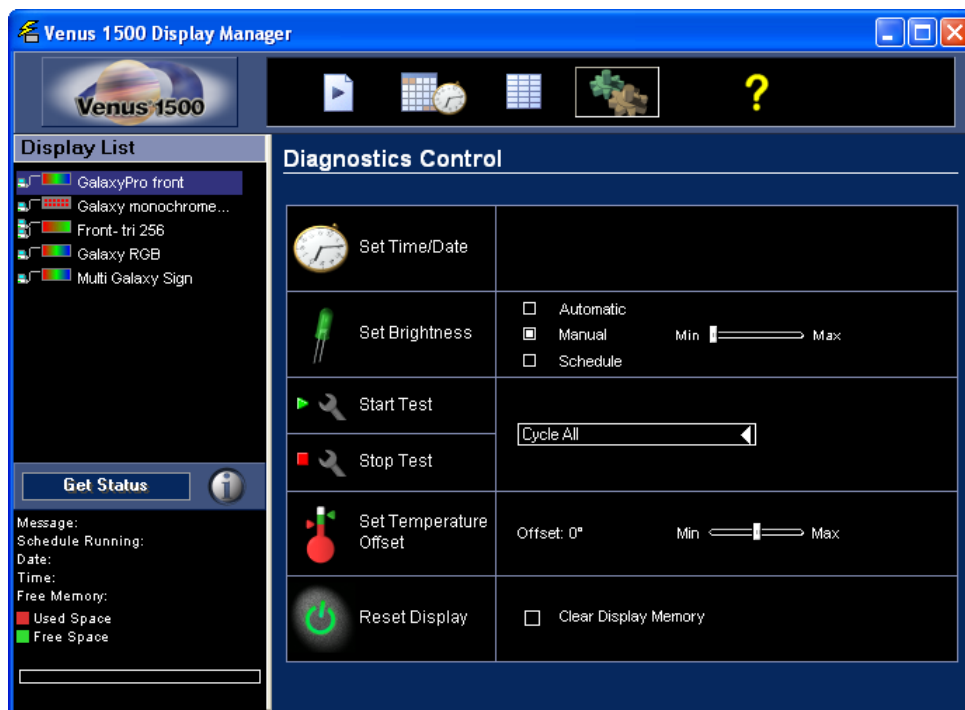 Venus 1500 Display Manager
Venus 1500
?
Display List
GalaxyPro front
Galaxy monochrome...
Front- tri 256
Galaxy RGB
Multi Galaxy Sign
Get Status
i
Message:
Schedule Running:
Date:
Time:
Free Memory:
Used Space
Free Space
Diagnostics Control
Set Time/Date
Set Brightness
Automatic
Manual Min Max
Schedule
Start Test
Cycle All
Stop Test
Set Temperature
Offset
Offset: 0° Min Max
Reset Display
Clear Display Memory